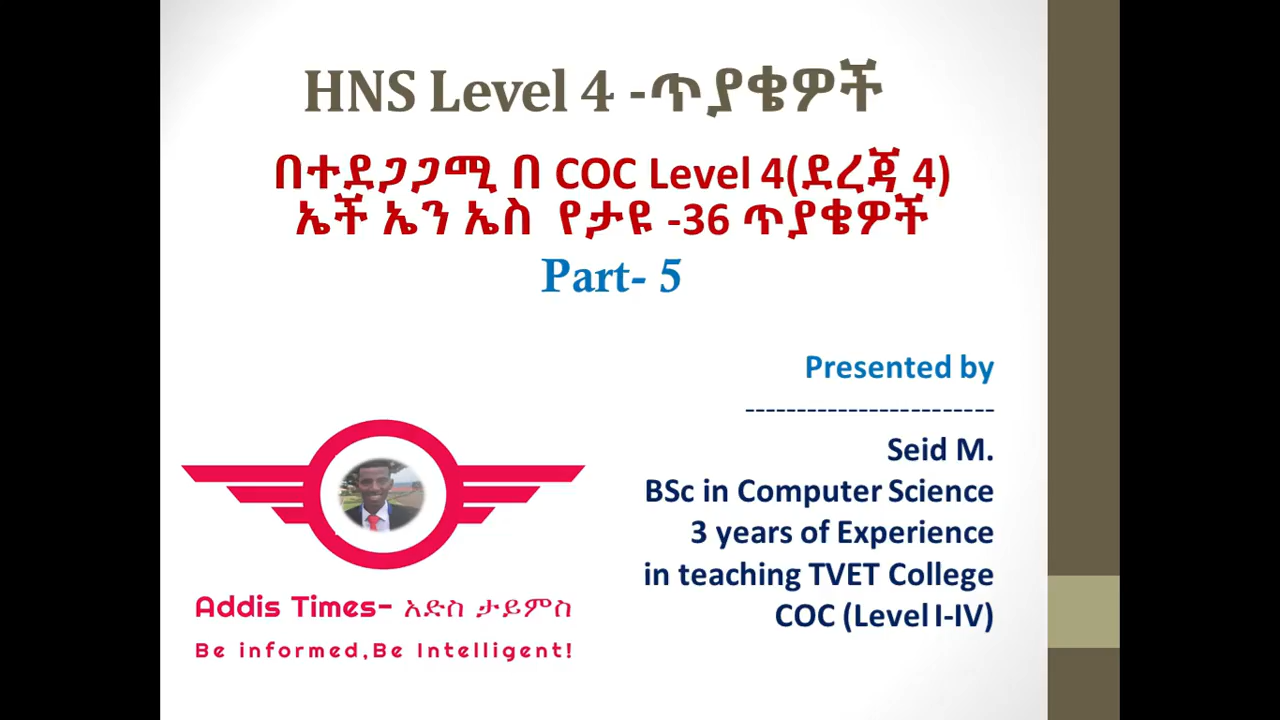 HNS Level 4 -ጥያቄዎች
በተደጋጋሚ በ COC Level 4(ደረጃ 4)
ኤች ኤን ኤስ የታዩ -36 ጥያቄዎች
Part- 5
Presented by
------------------------
Seid M.
BSc in Computer Science
3 years of Experience
in teaching TVET College
COC (Level I-IV)
Addis Times- አድስ ታይምስ
Be informed,Be Intelligent!